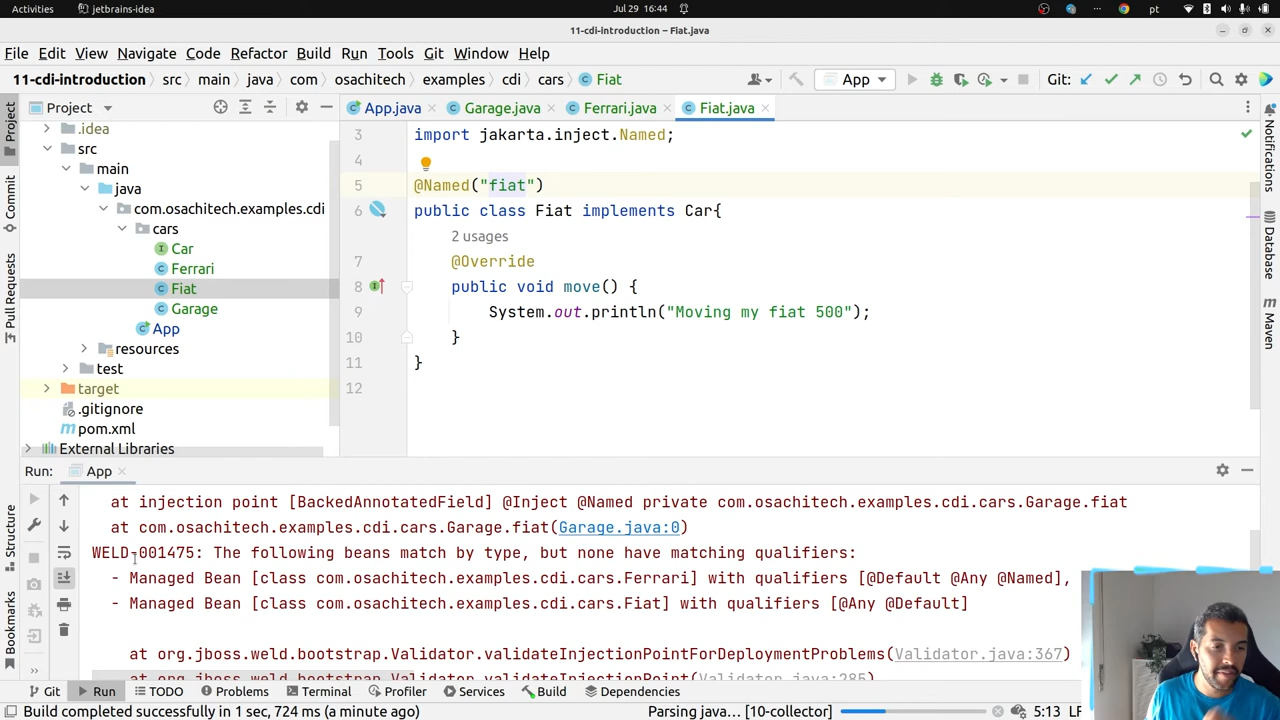 Activities
jetbrains-idea
Jul 29 16:44
pt
11-cdi-introduction – Fiat.java
File Edit View Navigate Code Refactor Build Run Tools Git Window Help
11-cdi-introduction src main java com osachitech examples cdi cars Fiat
App
Git:
Project
App.java
Garage.java
Ferrari.java
Fiat.java
.idea
src
main
java
com.osachitech.examples.cdi
cars
Car
Ferrari
Fiat
Garage
App
resources
test
target
.gitignore
pom.xml
External Libraries
3 import jakarta.inject.Named;
4
5 @Named("fiat")
6 public class Fiat implements Car{
2 usages
7 @Override
8 public void move() {
9 System.out.println("Moving my fiat 500");
10 }
11 }
12
Project
Commit
Pull Requests
Structure
Bookmarks
Notifications
Database
Maven
Run: App
at injection point [BackedAnnotatedField] @Inject @Named private com.osachitech.examples.cdi.cars.Garage.fiat
at com.osachitech.examples.cdi.cars.Garage.fiat(Garage.java:0)
WELD-001475: The following beans match by type, but none have matching qualifiers:
- Managed Bean [class com.osachitech.examples.cdi.cars.Ferrari] with qualifiers [@Default @Any @Named],
- Managed Bean [class com.osachitech.examples.cdi.cars.Fiat] with qualifiers [@Any @Default]
at org.jboss.weld.bootstrap.Validator.validateInjectionPointForDeploymentProblems(Validator.java:367)
at org.jboss.weld.bootstrap.Validator.validateInjectionPoint(Validator.java:285)
Git Run TODO Problems Terminal Profiler Services Build Dependencies
Build completed successfully in 1 sec, 724 ms (a minute ago)
Parsing java… [10-collector]
5:13 LF